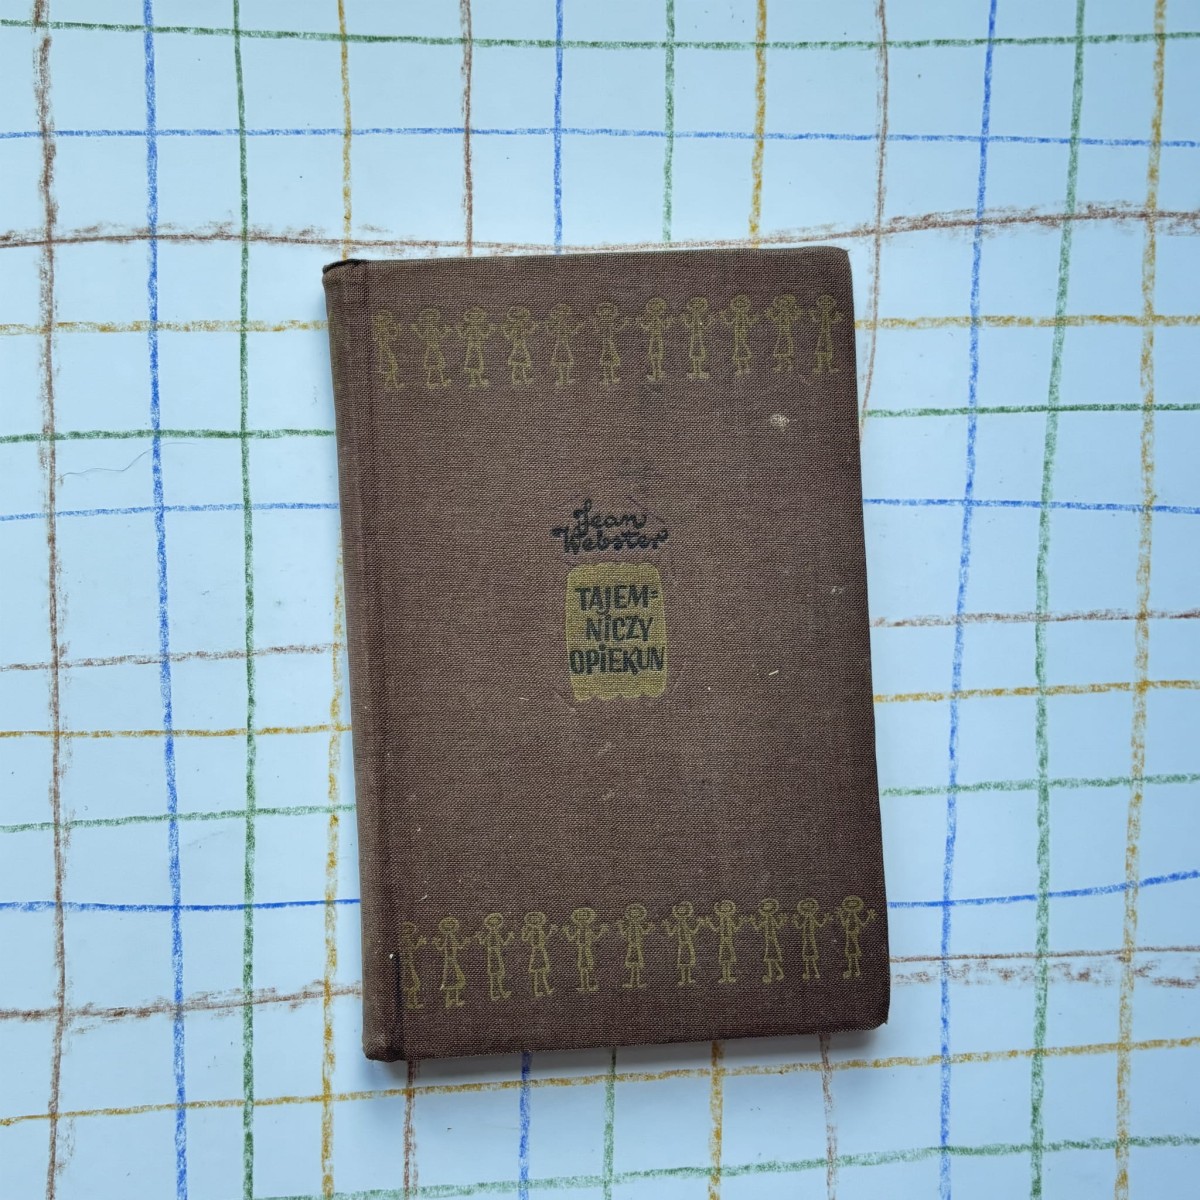 Jean
Webster
TAJEM=
NiCZY
OPiEKUN